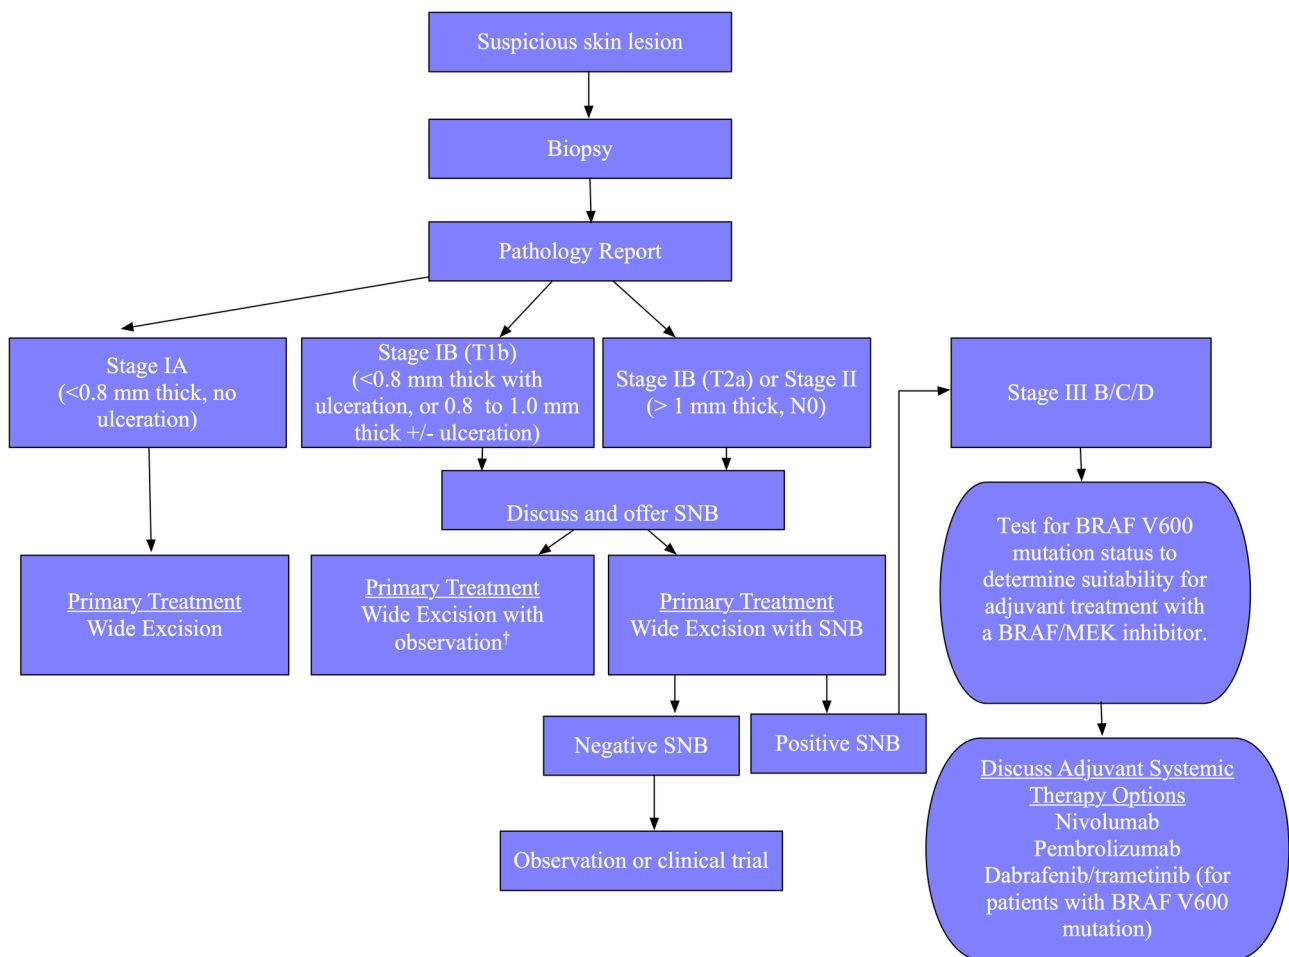 Suspicious skin lesion
Biopsy
Pathology Report
Stage IA
(<0.8 mm thick, no
ulceration)
Stage IB (T1b)
(<0.8 mm thick with
ulceration, or 0.8 to 1.0 mm
thick +/- ulceration)
Stage IB (T2a) or Stage II
(> 1 mm thick, N0)
Stage III B/C/D
Discuss and offer SNB
Test for BRAF V600
mutation status to
determine suitability for
adjuvant treatment with
a BRAF/MEK inhibitor.
Primary Treatment
Wide Excision
Primary Treatment
Wide Excision with
observation†
Primary Treatment
Wide Excision with SNB
Negative SNB
Positive SNB
Observation or clinical trial
Discuss Adjuvant Systemic
Therapy Options
Nivolumab
Pembrolizumab
Dabrafenib/trametinib (for
patients with BRAF V600
mutation)